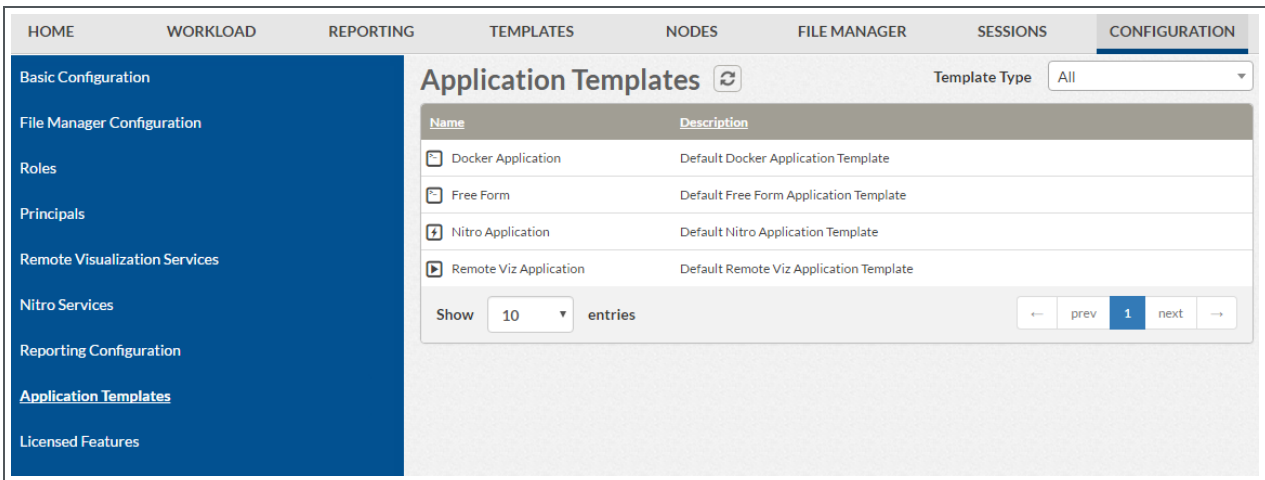 HOME WORKLOAD REPORTING TEMPLATES NODES FILE MANAGER SESSIONS CONFIGURATION
Basic Configuration
File Manager Configuration
Roles
Principals
Remote Visualization Services
Nitro Services
Reporting Configuration
Application Templates
Licensed Features
Application Templates
Template Type All
Name Description
Docker Application Default Docker Application Template
Free Form Default Free Form Application Template
Nitro Application Default Nitro Application Template
Remote Viz Application Default Remote Viz Application Template
Show 10 entries
← prev 1 next →